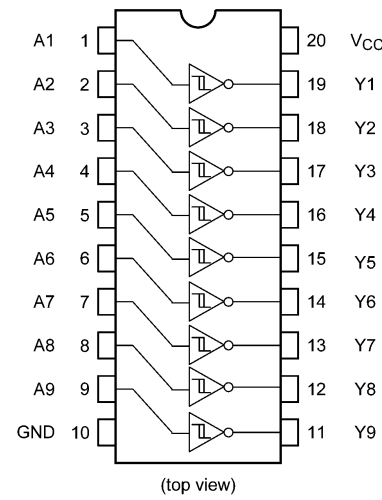 A1 1 20 VCC
A2 2 19 Y1
A3 3 18 Y2
A4 4 17 Y3
A5 5 16 Y4
A6 6 15 Y5
A7 7 14 Y6
A8 8 13 Y7
A9 9 12 Y8
GND 10 11 Y9
(top view)